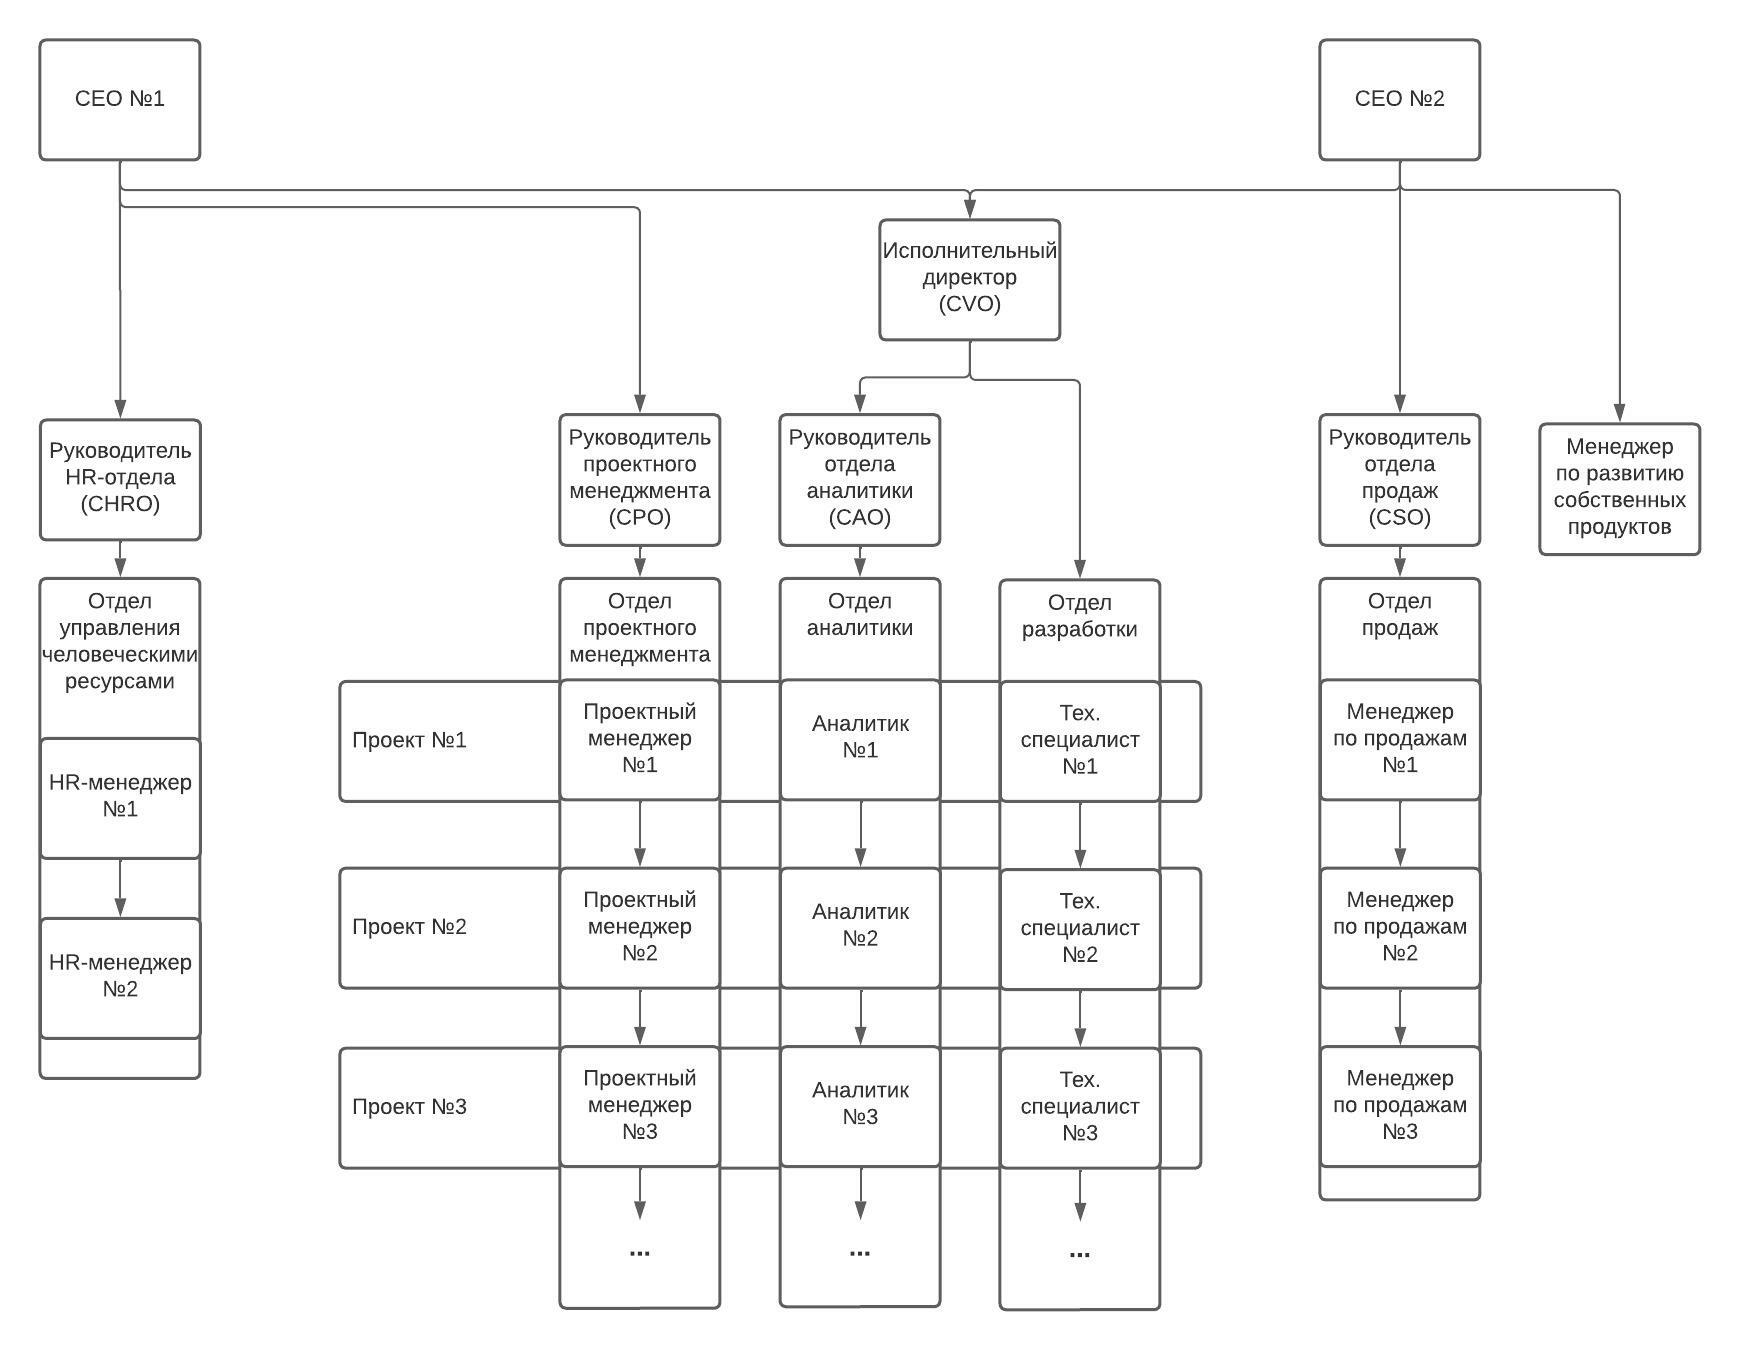 CEO №1
CEO №2
Исполнительный
директор
(CVO)
Руководитель
HR-отдела
(CHRO)
Руководитель
проектного
менеджмента
(CPO)
Руководитель
отдела
аналитики
(CAO)
Руководитель
отдела
продаж
(CSO)
Менеджер
по развитию
собственных
продуктов
Отдел
управления
человеческими
ресурсами
Отдел
проектного
менеджмента
Отдел
аналитики
Отдел
разработки
Отдел
продаж
HR-менеджер
№1
HR-менеджер
№2
Проект №1
Проектный
менеджер
№1
Аналитик
№1
Тех.
специалист
№1
Менеджер
по продажам
№1
Проект №2
Проектный
менеджер
№2
Аналитик
№2
Тех.
специалист
№2
Менеджер
по продажам
№2
Проект №3
Проектный
менеджер
№3
Аналитик
№3
Тех.
специалист
№3
Менеджер
по продажам
№3
...
...
...